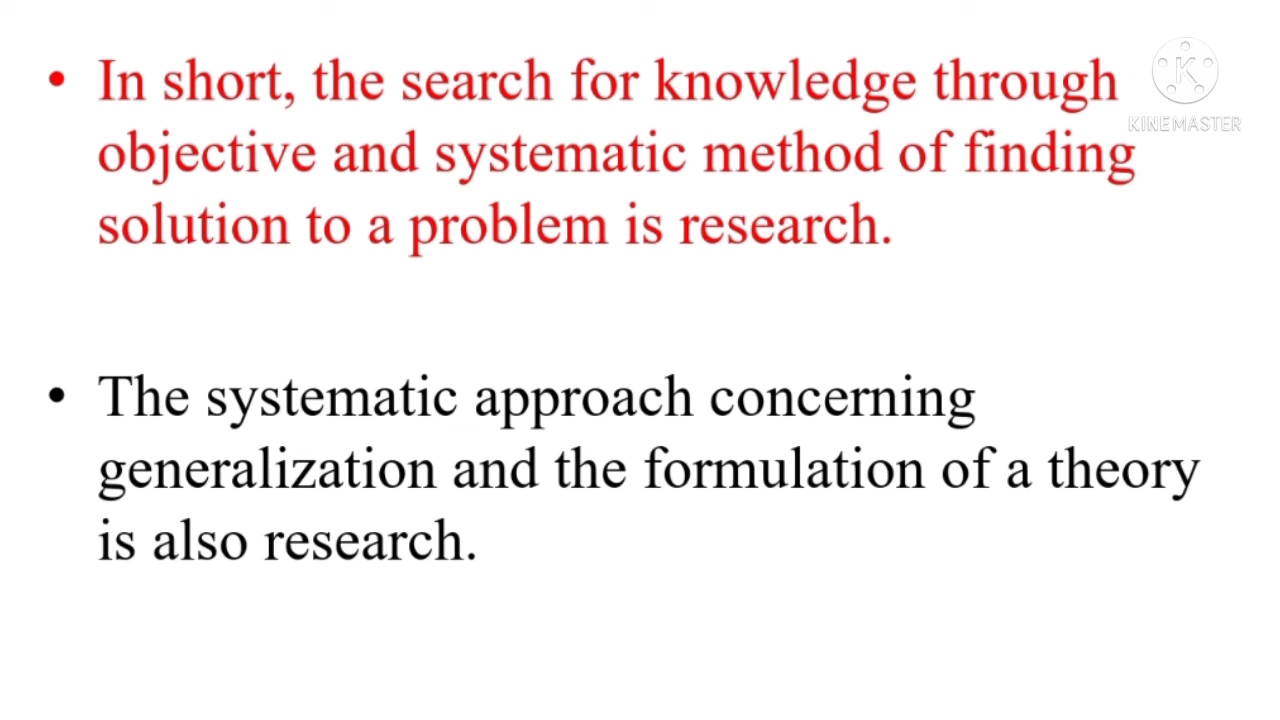 • In short, the search for knowledge through
objective and systematic method of finding
solution to a problem is research.
KINEMASTER
• The systematic approach concerning
generalization and the formulation of a theory
is also research.